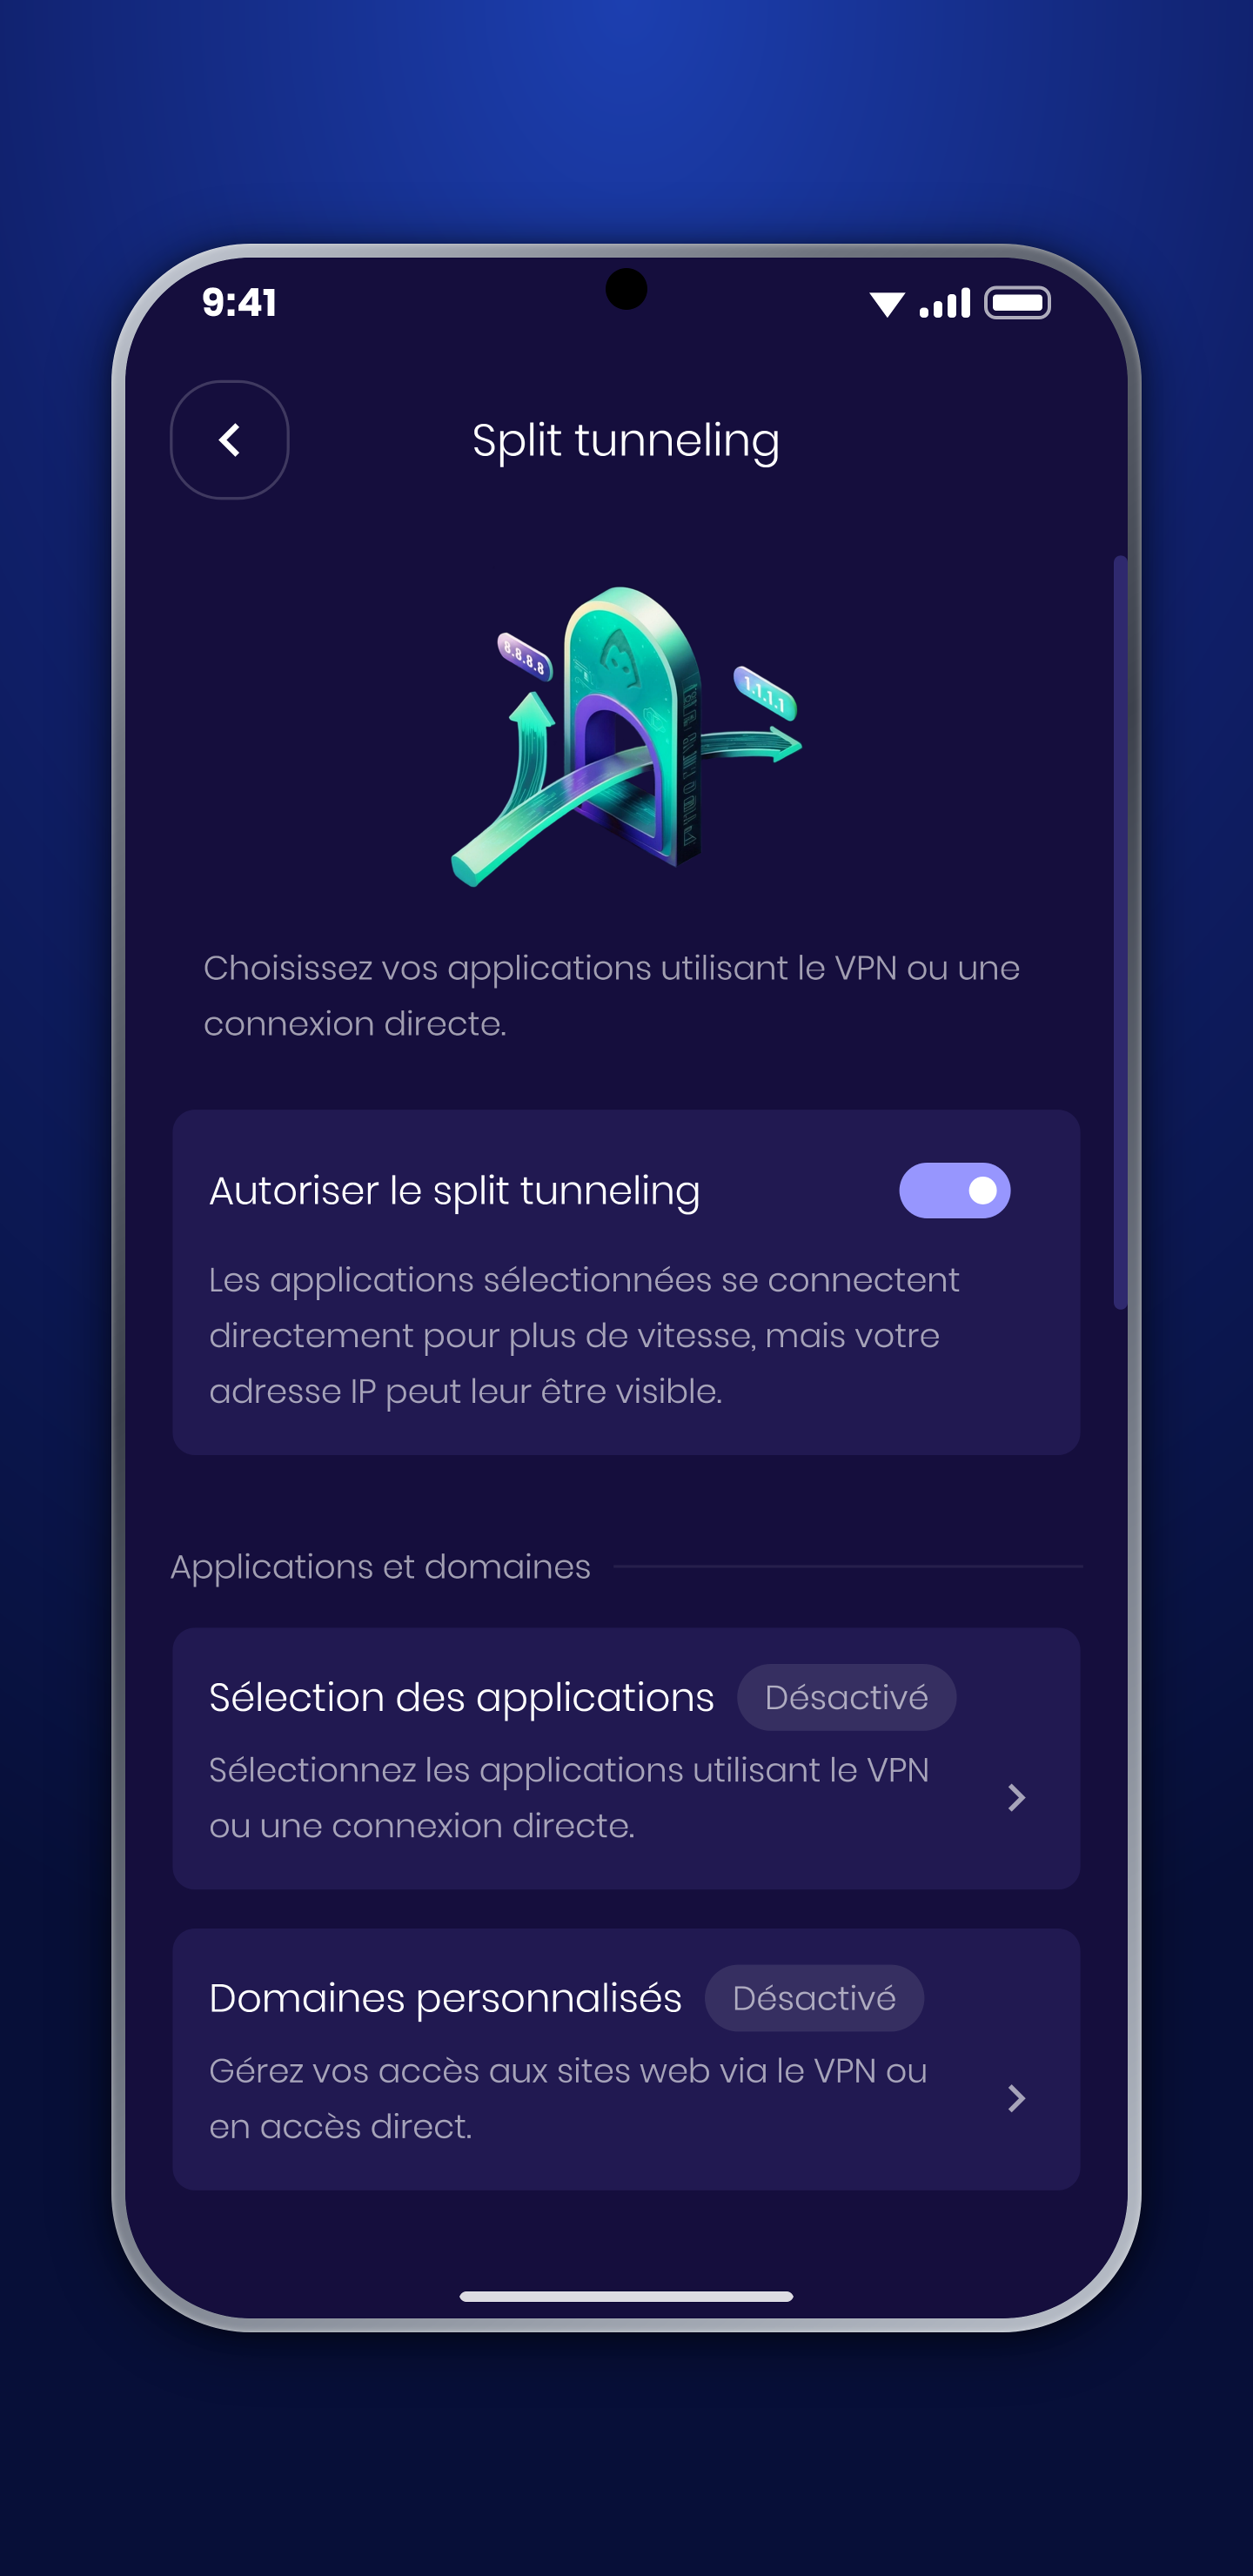 9:41
Split tunneling
8.8.8.8
1.1.1.1
Choisissez vos applications utilisant le VPN ou une
connexion directe.
Autoriser le split tunneling
Les applications sélectionnées se connectent
directement pour plus de vitesse, mais votre
adresse IP peut leur être visible.
Applications et domaines
Sélection des applications Désactivé
Sélectionnez les applications utilisant le VPN
ou une connexion directe.
Domaines personnalisés Désactivé
Gérez vos accès aux sites web via le VPN ou
en accès direct.